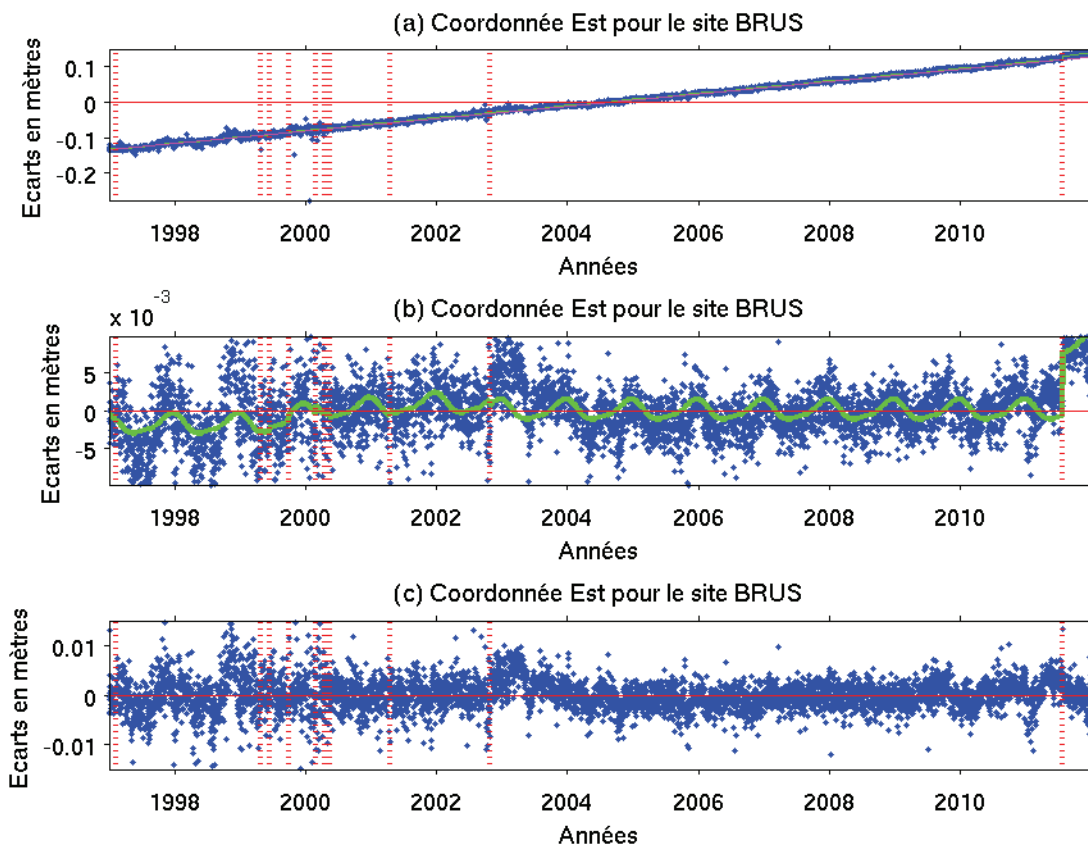 (a) Coordonnée Est pour le site BRUS
Ecarts en mètres
0.1
0
-0.1
-0.2
1998 2000 2002 2004 2006 2008 2010
Années
x 10^-3
(b) Coordonnée Est pour le site BRUS
Ecarts en mètres
5
0
-5
1998 2000 2002 2004 2006 2008 2010
Années
(c) Coordonnée Est pour le site BRUS
Ecarts en mètres
0.01
0
-0.01
1998 2000 2002 2004 2006 2008 2010
Années